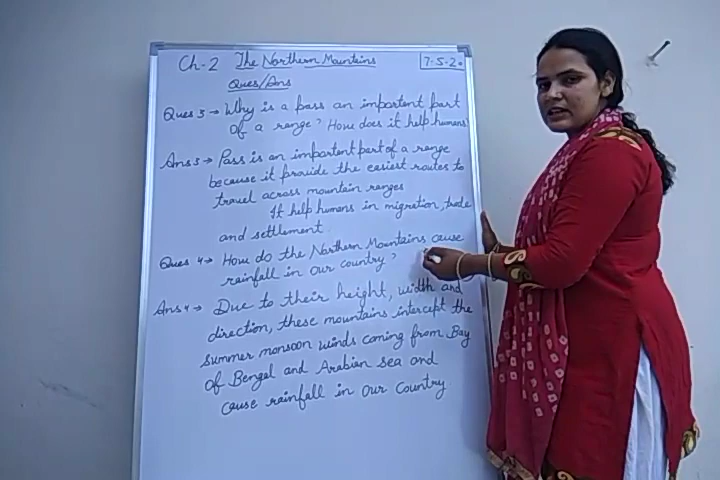 Ch-2 The Northern Mountains 7-5-20
Ques/Ans
Ques 3 → Why is a pass an important part
of a range? How does it help humans?
Ans 3 → Pass is an important part of a range
because it provide the easiest routes to
travel across mountain ranges
It help humans in migration, trade
and settlement
Ques 4 → How do the Northern Mountains cause
rainfall in our country?
Ans 4 → Due to their height, width and
direction, these mountains intercept the
summer monsoon winds coming from Bay
of Bengal and Arabian sea and
cause rainfall in our country